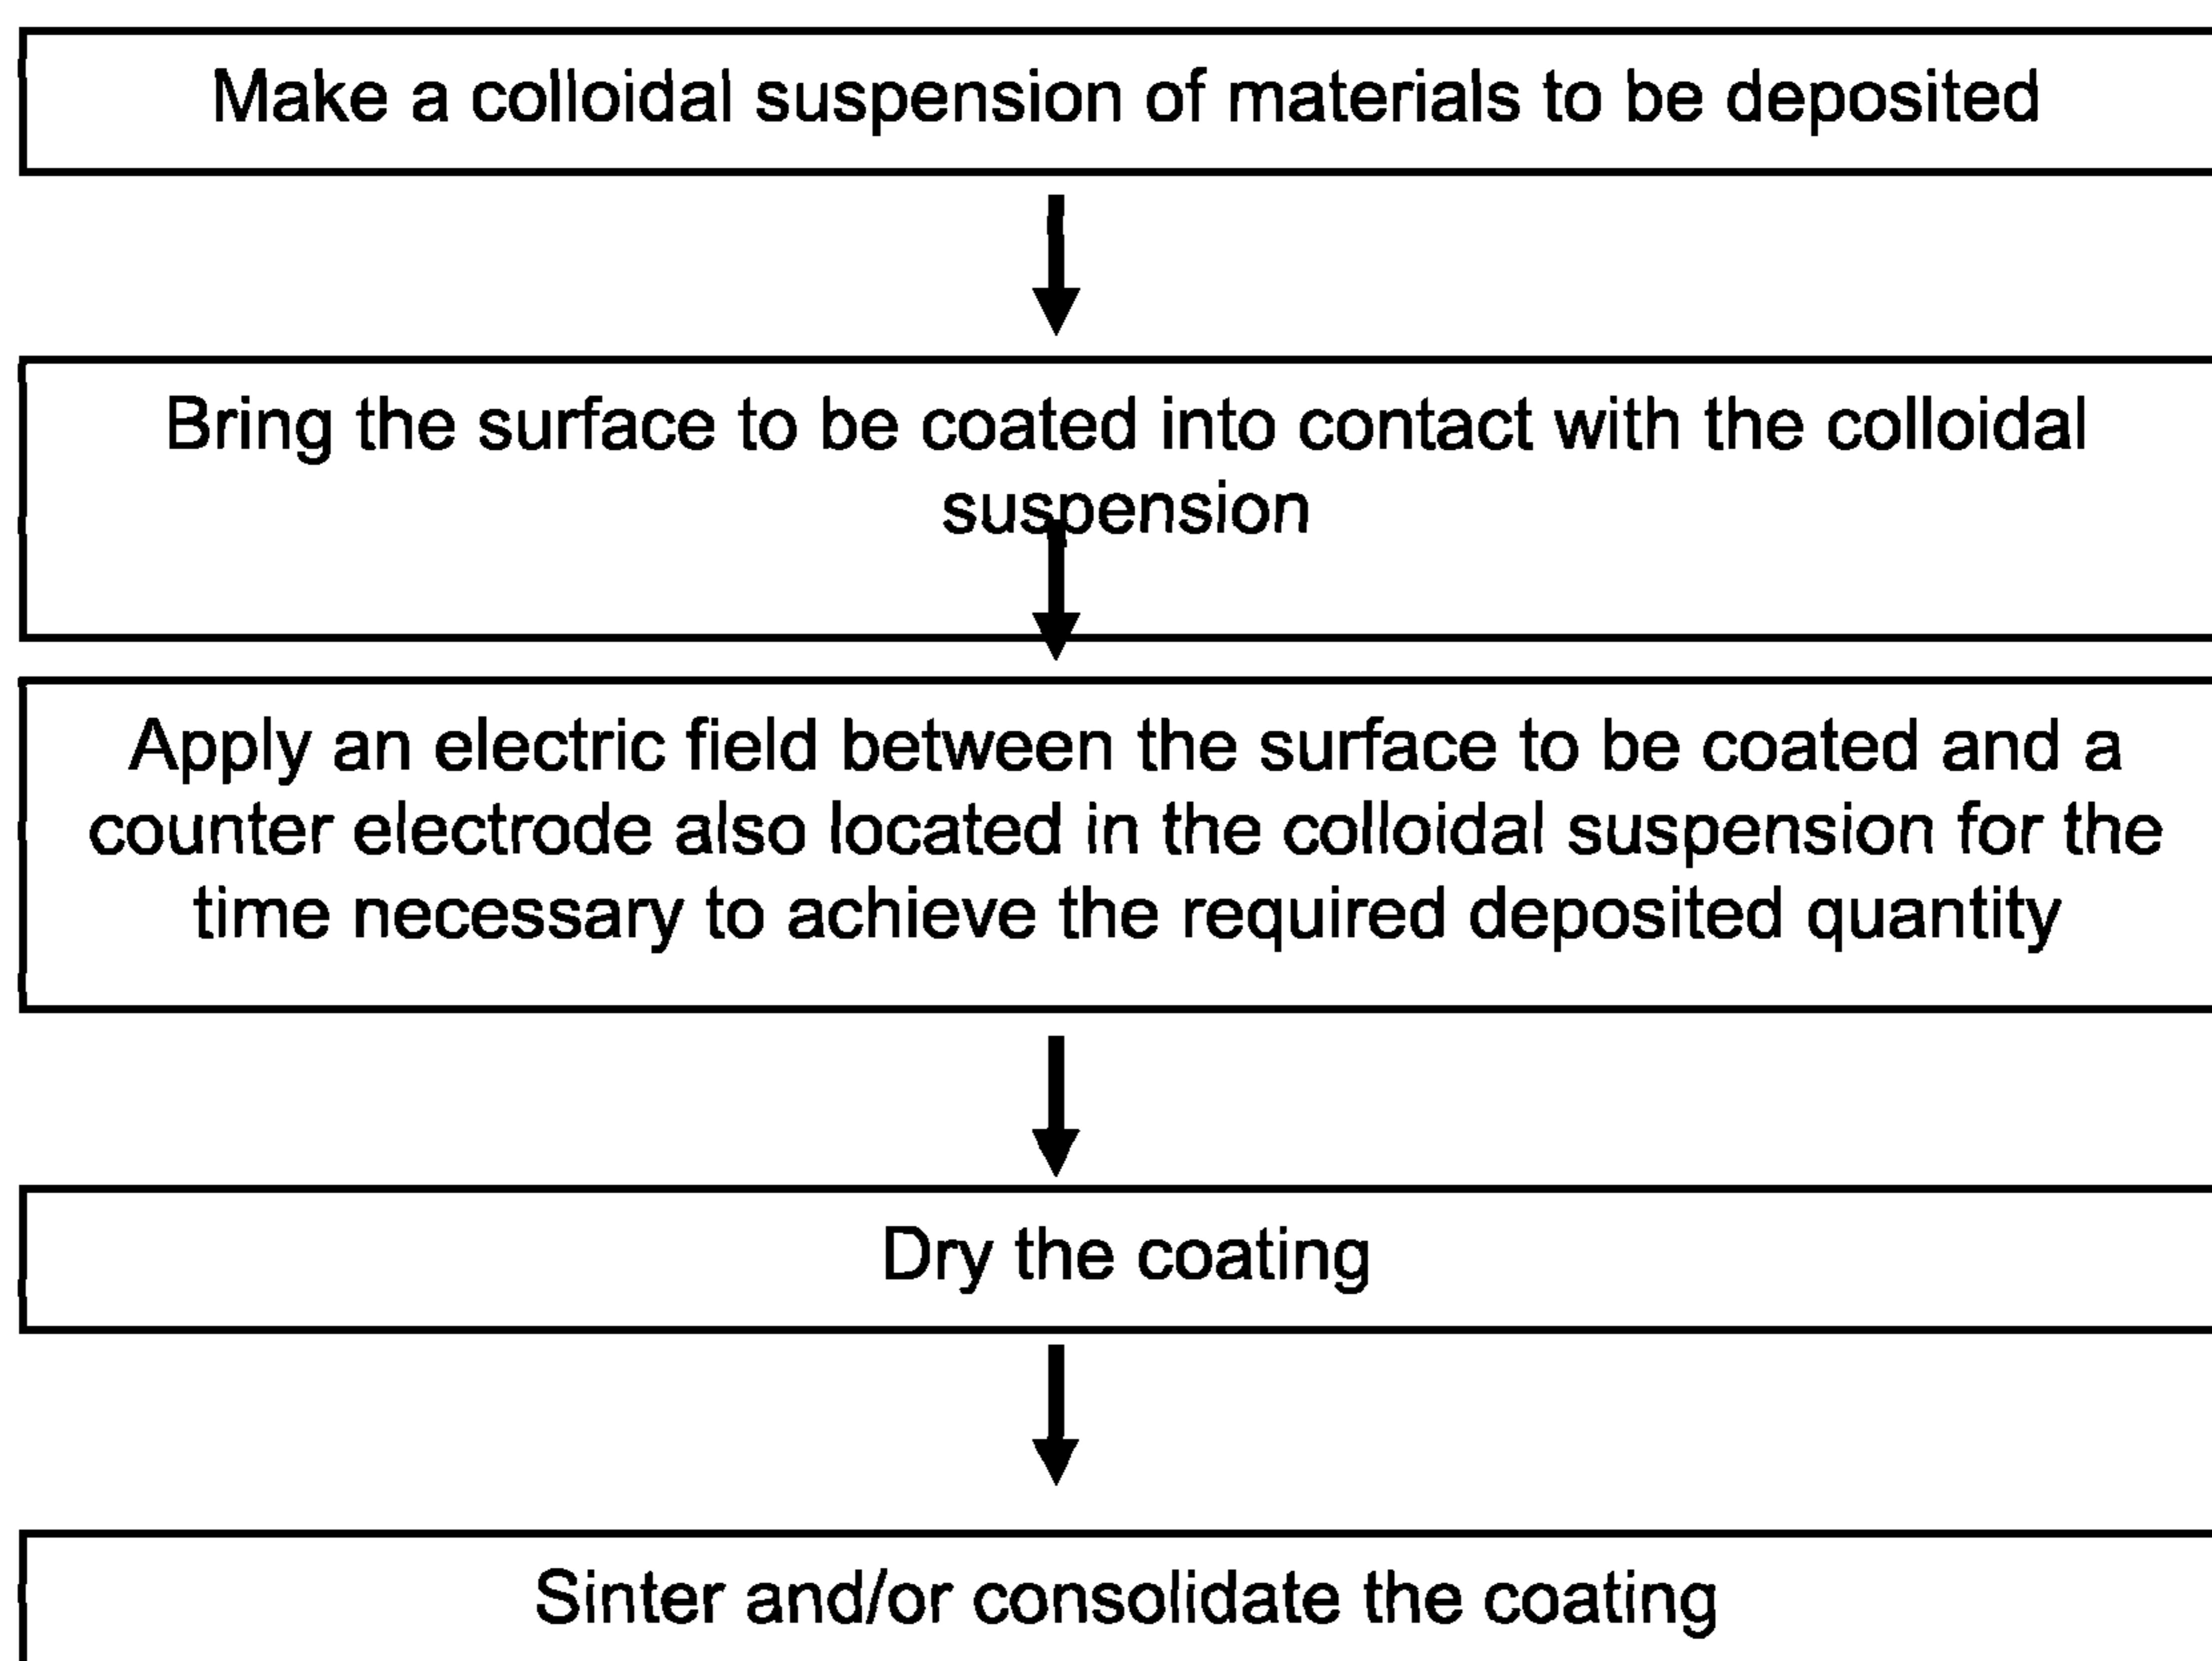 Make a colloidal suspension of materials to be deposited
Bring the surface to be coated into contact with the colloidal
suspension
Apply an electric field between the surface to be coated and a
counter electrode also located in the colloidal suspension for the
time necessary to achieve the required deposited quantity
Dry the coating
Sinter and/or consolidate the coating